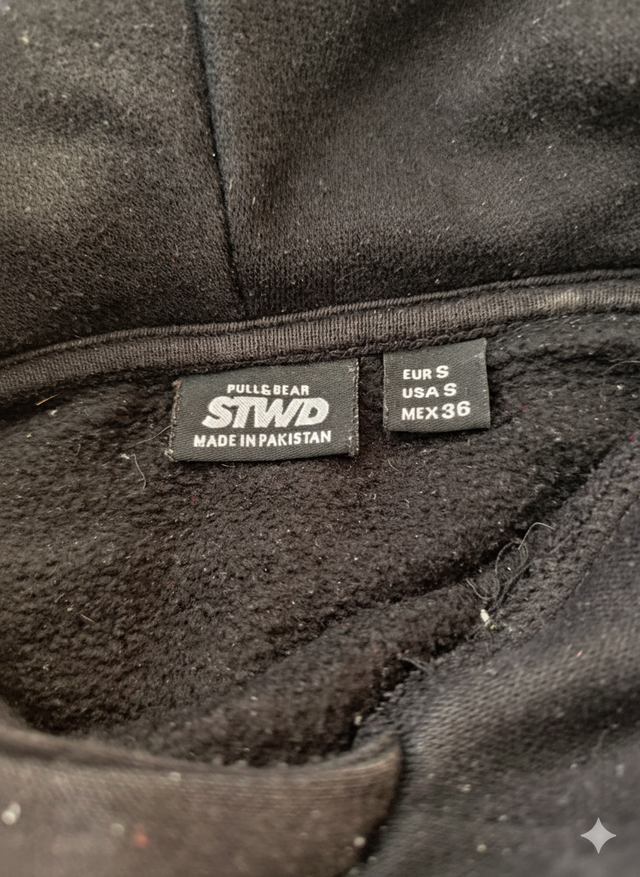 PULL&BEAR
STWD
MADE IN PAKISTAN
EUR S
USA S
MEX 36